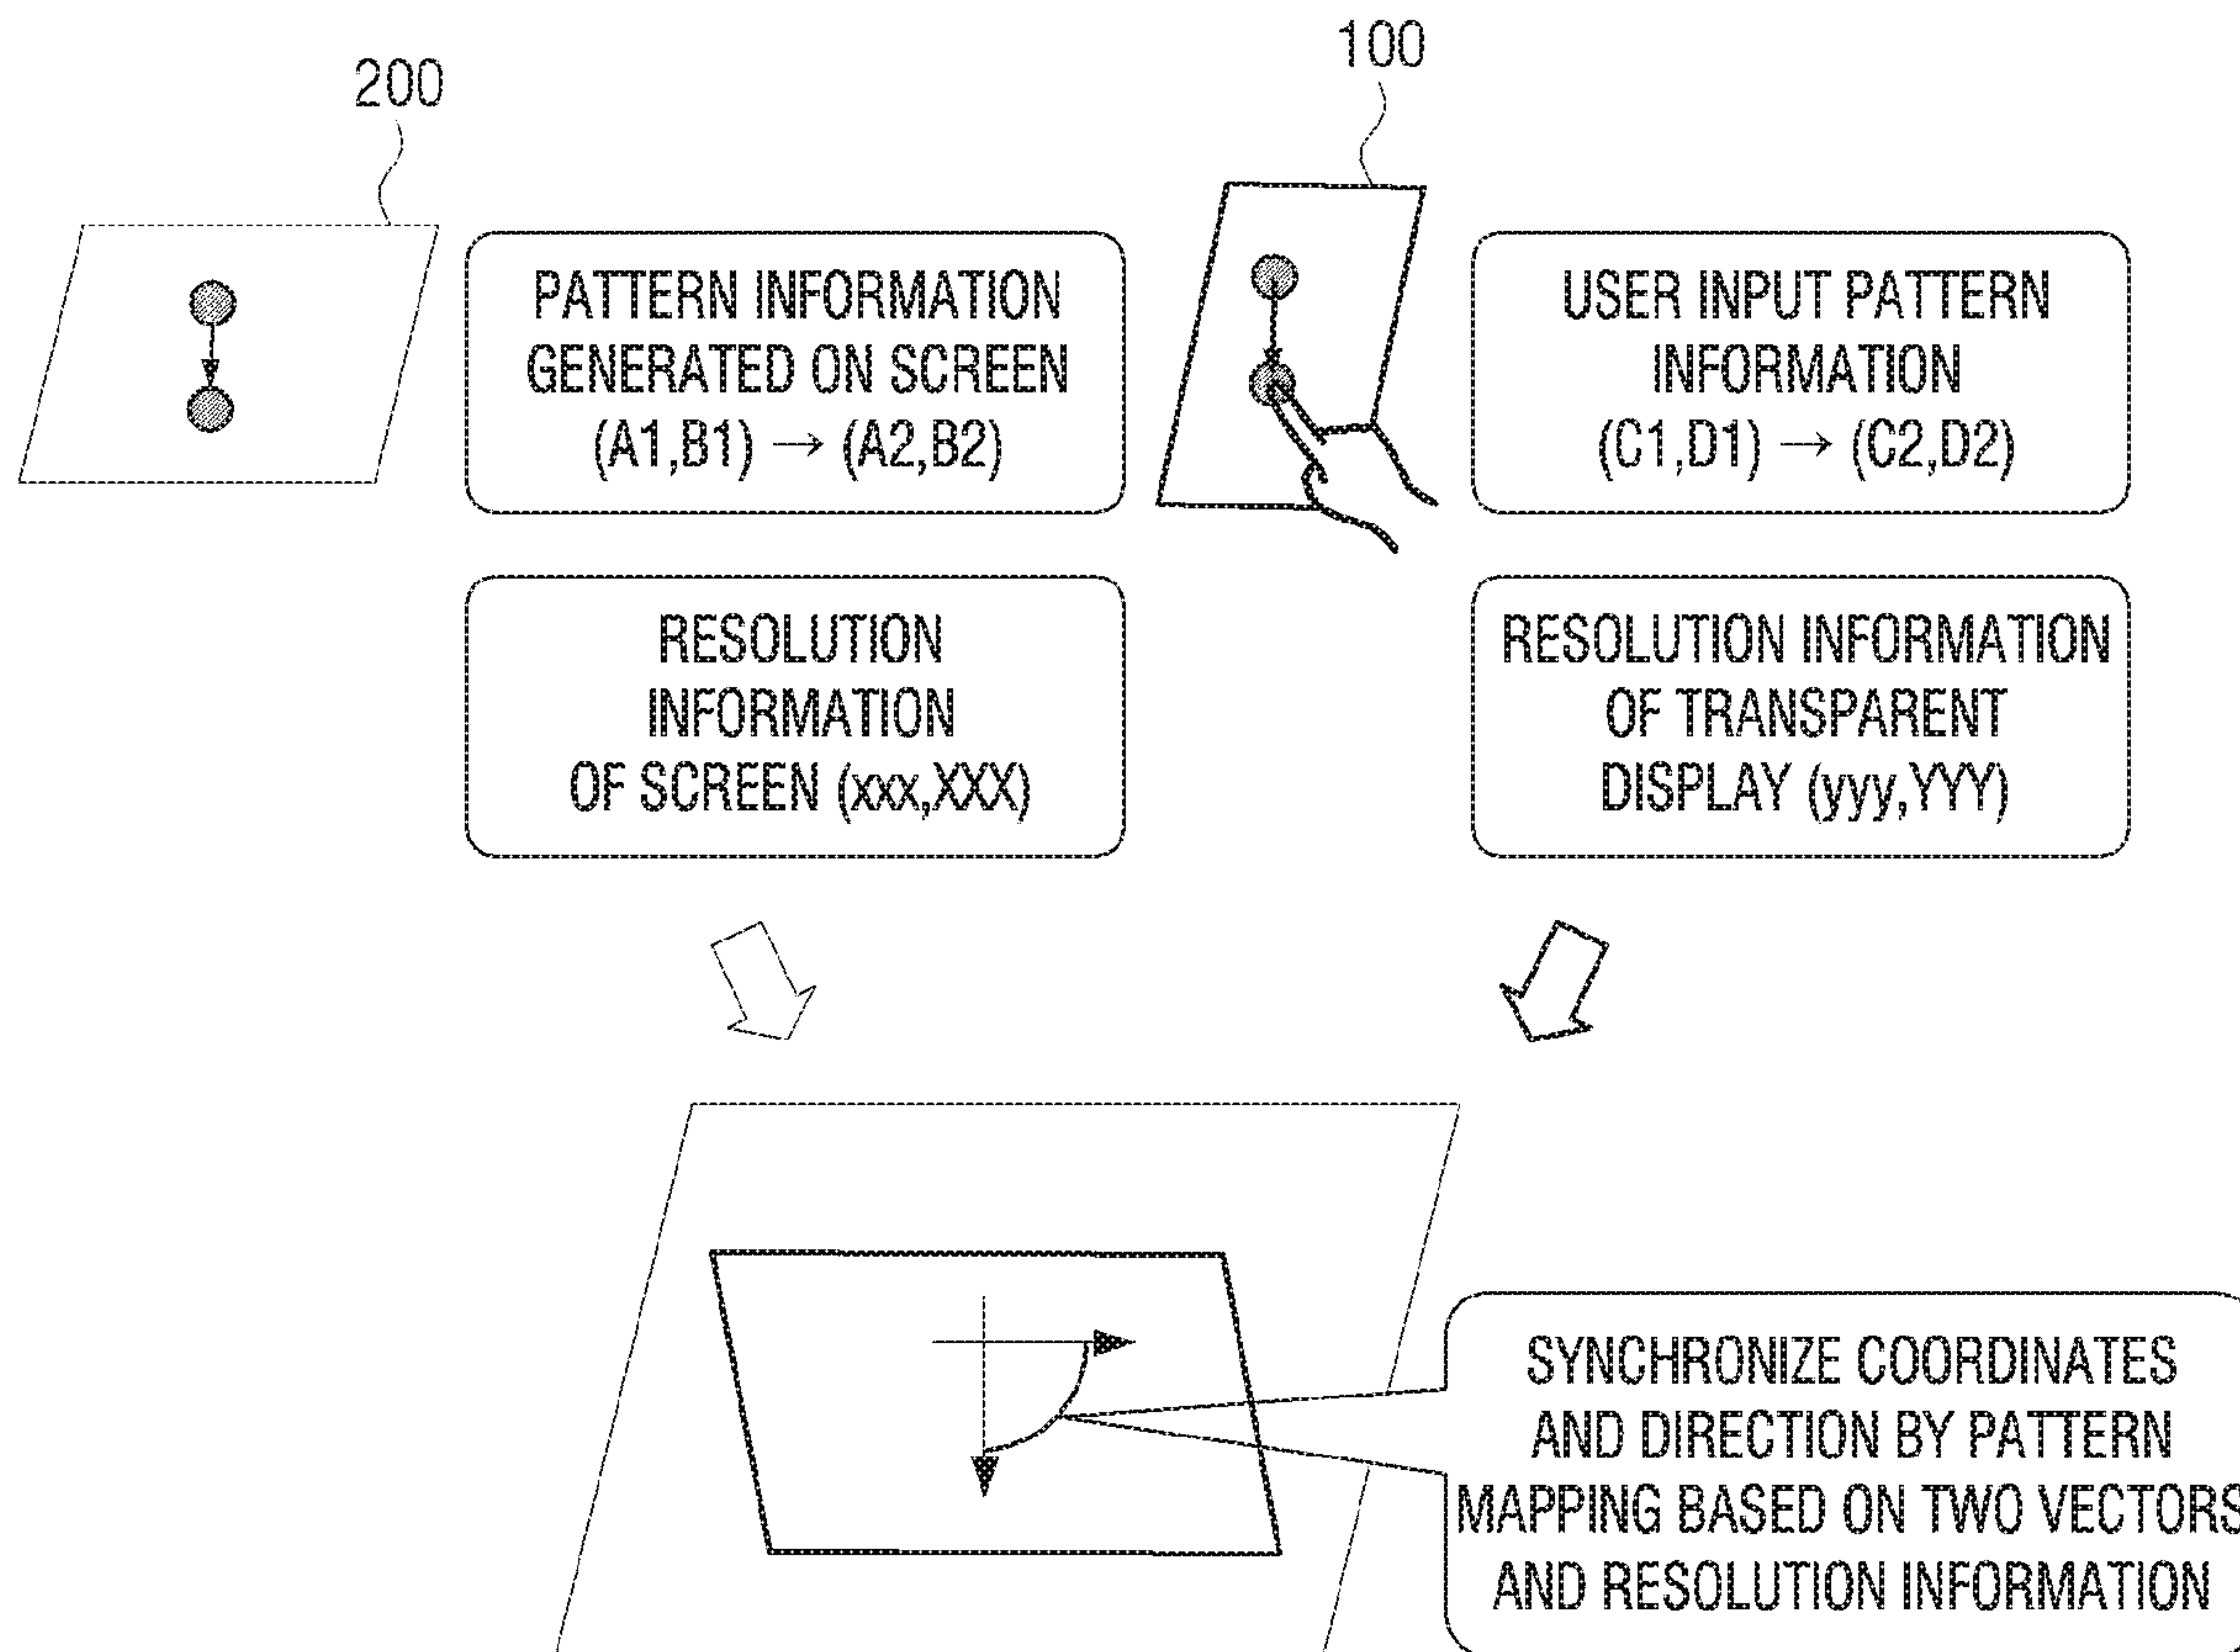 200
100
PATTERN INFORMATION
GENERATED ON SCREEN
(A1,B1) → (A2,B2)
USER INPUT PATTERN
INFORMATION
(C1,D1) → (C2,D2)
RESOLUTION
INFORMATION
OF SCREEN (xxx,XXX)
RESOLUTION INFORMATION
OF TRANSPARENT
DISPLAY (yyy,YYY)
SYNCHRONIZE COORDINATES
AND DIRECTION BY PATTERN
MAPPING BASED ON TWO VECTORS
AND RESOLUTION INFORMATION